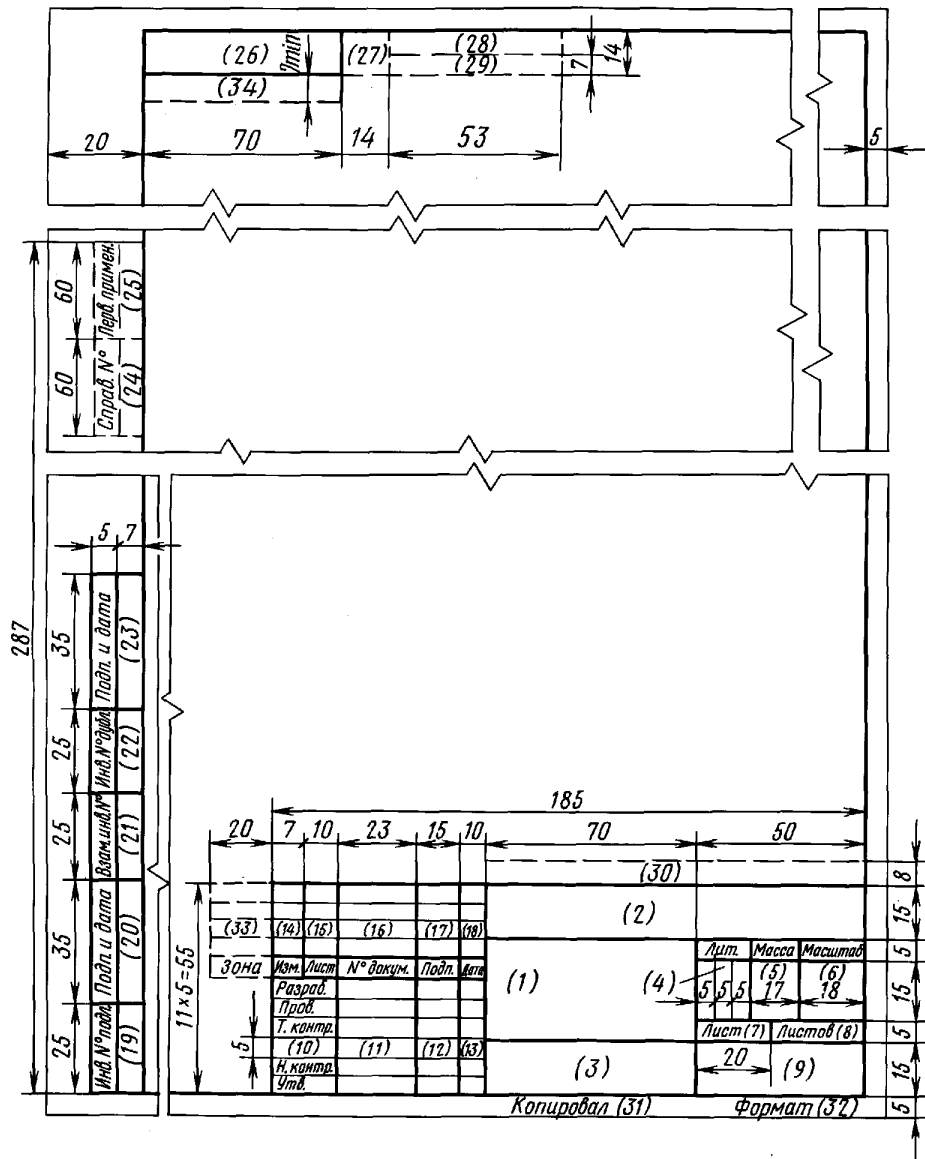 (26) 7min (27) (28) 14
(29) 7
(34)
20 70 14 53 5
287
60 Перв. примен. (25)
60 Справ. N° (24)
5 7
35 Подп. и дата (23)
25 Инв. N° дубл. (22)
25 Взам. инв. N° (21)
35 Подп. и дата (20)
25 Инв. N° подл. (19)
185
20 7 10 23 15 10 70 50
(30) 8
(2) 15
(33) (14) (15) (16) (17) (18)
11×5=55
Лит. Масса Масштаб 5
Зона Изм. Лист N° докум. Подп. Дата (1) (4) (5) (6)
5 5 5 17 18 15
Разраб.
Пров.
Т. контр. Лист (7) Листов (8) 5
5 (10) (11) (12) (13)
Н. контр. (3) 20 (9) 15
Утв.
Копировал (31) Формат (32) 5